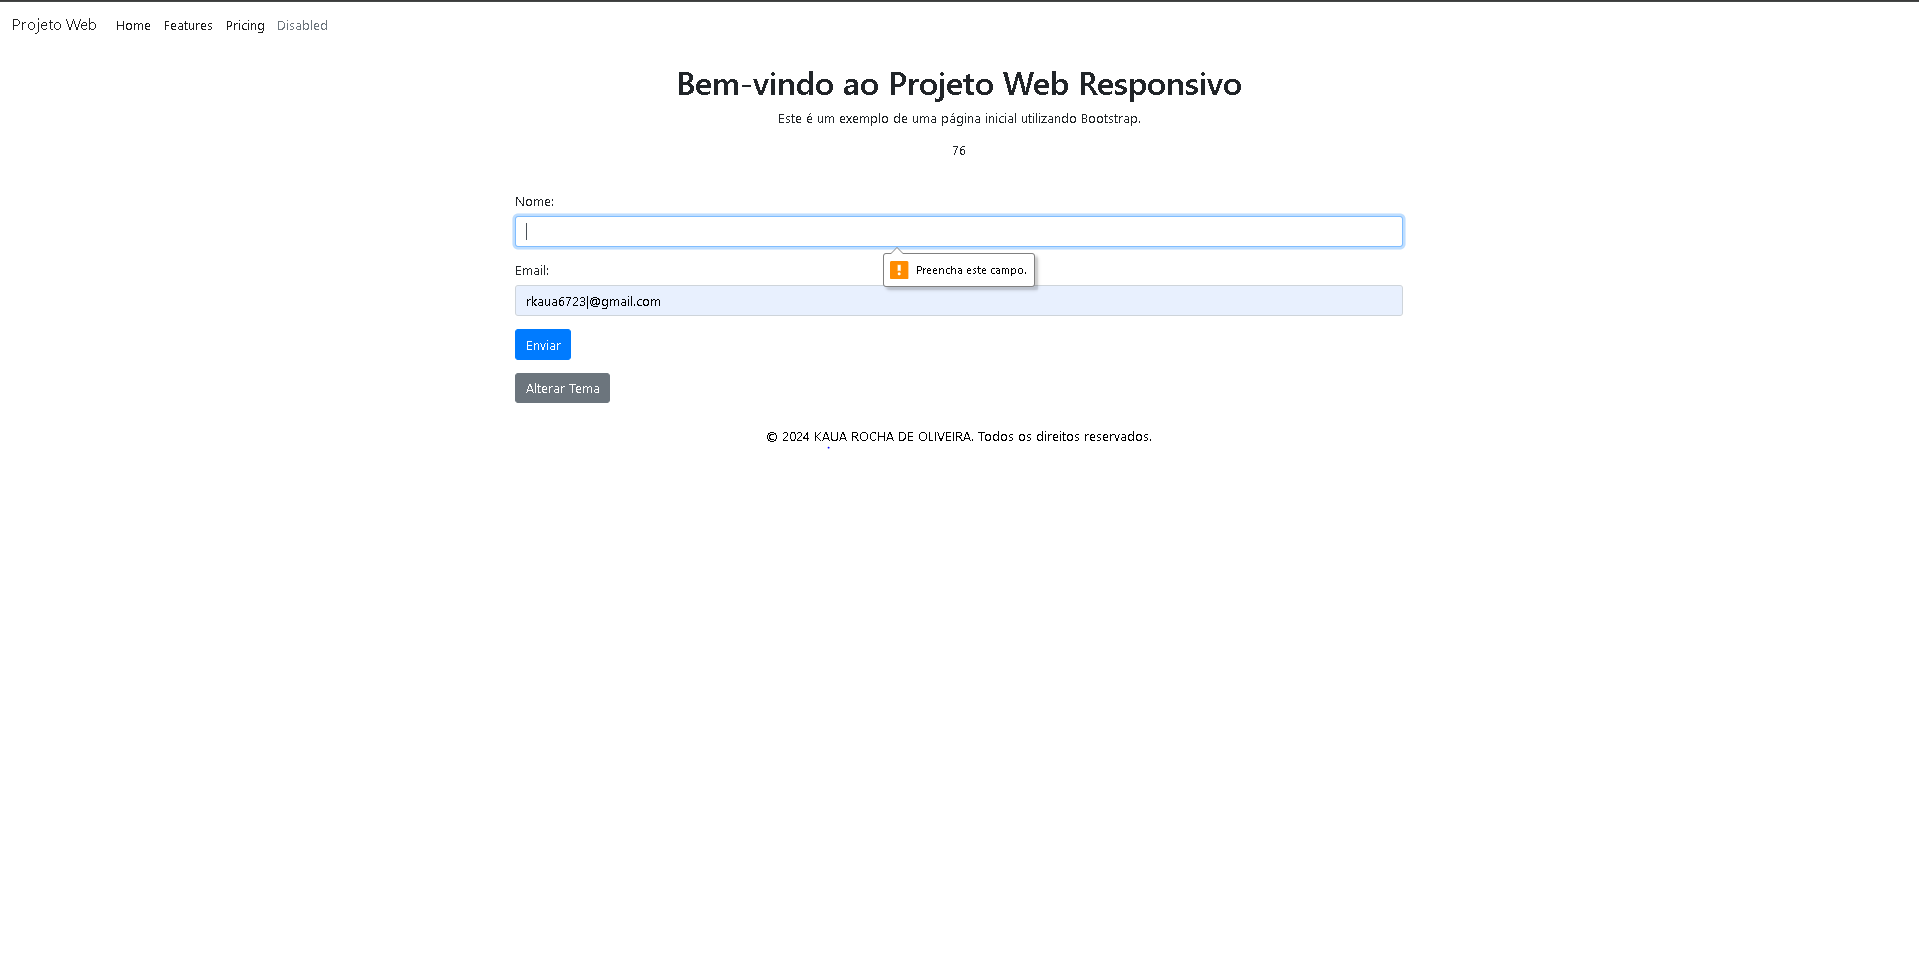 Projeto Web Home Features Pricing Disabled
Bem-vindo ao Projeto Web Responsivo
Este é um exemplo de uma página inicial utilizando Bootstrap.
76
Nome:
Preencha este campo.
Email:
rkaua6723|@gmail.com
Enviar
Alterar Tema
© 2024 KAUA ROCHA DE OLIVEIRA. Todos os direitos reservados.